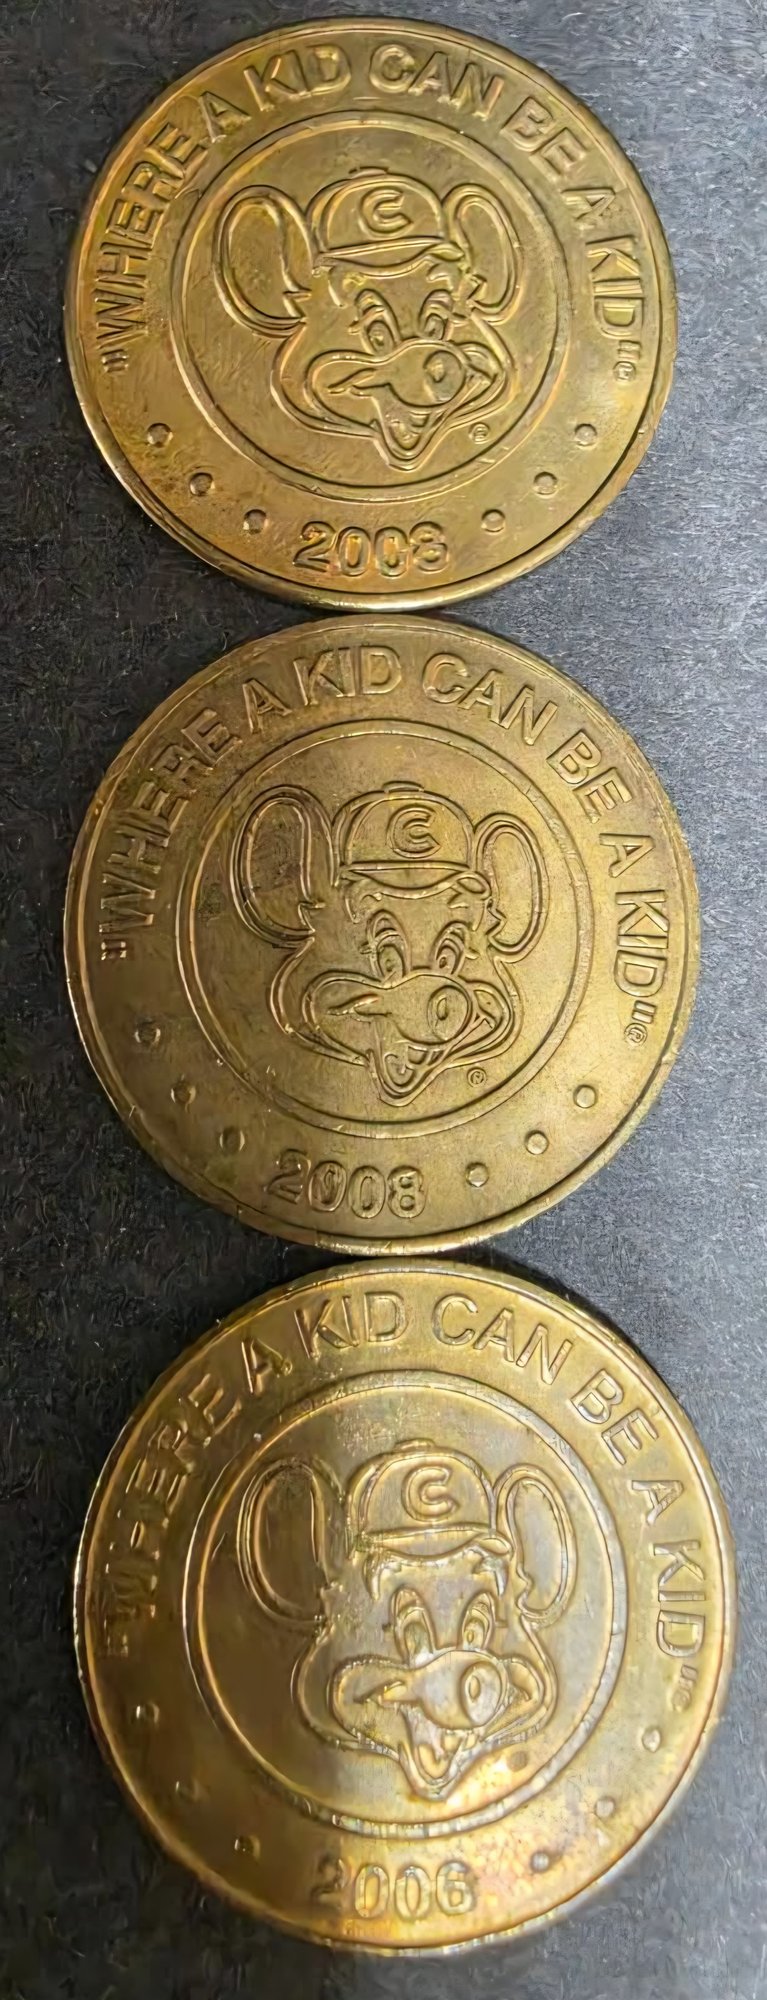 "WHERE A KID CAN BE A KID"®
C
®
2008
"WHERE A KID CAN BE A KID"®
C
®
2008
"WHERE A KID CAN BE A KID"®
C
2006